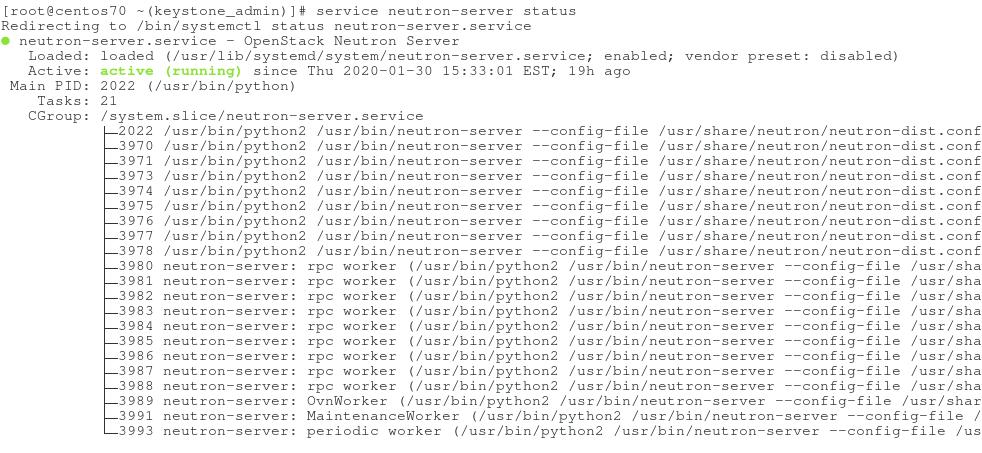 [root@centos70 ~(keystone_admin)]# service neutron-server status
Redirecting to /bin/systemctl status neutron-server.service
● neutron-server.service - OpenStack Neutron Server
   Loaded: loaded (/usr/lib/systemd/system/neutron-server.service; enabled; vendor preset: disabled)
   Active: active (running) since Thu 2020-01-30 15:33:01 EST; 19h ago
 Main PID: 2022 (/usr/bin/python)
    Tasks: 21
   CGroup: /system.slice/neutron-server.service
           ├─2022 /usr/bin/python2 /usr/bin/neutron-server --config-file /usr/share/neutron/neutron-dist.conf
           ├─3970 /usr/bin/python2 /usr/bin/neutron-server --config-file /usr/share/neutron/neutron-dist.conf
           ├─3971 /usr/bin/python2 /usr/bin/neutron-server --config-file /usr/share/neutron/neutron-dist.conf
           ├─3973 /usr/bin/python2 /usr/bin/neutron-server --config-file /usr/share/neutron/neutron-dist.conf
           ├─3974 /usr/bin/python2 /usr/bin/neutron-server --config-file /usr/share/neutron/neutron-dist.conf
           ├─3975 /usr/bin/python2 /usr/bin/neutron-server --config-file /usr/share/neutron/neutron-dist.conf
           ├─3976 /usr/bin/python2 /usr/bin/neutron-server --config-file /usr/share/neutron/neutron-dist.conf
           ├─3977 /usr/bin/python2 /usr/bin/neutron-server --config-file /usr/share/neutron/neutron-dist.conf
           ├─3978 /usr/bin/python2 /usr/bin/neutron-server --config-file /usr/share/neutron/neutron-dist.conf
           ├─3980 neutron-server: rpc worker (/usr/bin/python2 /usr/bin/neutron-server --config-file /usr/sha
           ├─3981 neutron-server: rpc worker (/usr/bin/python2 /usr/bin/neutron-server --config-file /usr/sha
           ├─3982 neutron-server: rpc worker (/usr/bin/python2 /usr/bin/neutron-server --config-file /usr/sha
           ├─3983 neutron-server: rpc worker (/usr/bin/python2 /usr/bin/neutron-server --config-file /usr/sha
           ├─3984 neutron-server: rpc worker (/usr/bin/python2 /usr/bin/neutron-server --config-file /usr/sha
           ├─3985 neutron-server: rpc worker (/usr/bin/python2 /usr/bin/neutron-server --config-file /usr/sha
           ├─3986 neutron-server: rpc worker (/usr/bin/python2 /usr/bin/neutron-server --config-file /usr/sha
           ├─3987 neutron-server: rpc worker (/usr/bin/python2 /usr/bin/neutron-server --config-file /usr/sha
           ├─3988 neutron-server: rpc worker (/usr/bin/python2 /usr/bin/neutron-server --config-file /usr/sha
           ├─3989 neutron-server: OvnWorker (/usr/bin/python2 /usr/bin/neutron-server --config-file /usr/shar
           ├─3991 neutron-server: MaintenanceWorker (/usr/bin/python2 /usr/bin/neutron-server --config-file /
           └─3993 neutron-server: periodic worker (/usr/bin/python2 /usr/bin/neutron-server --config-file /us